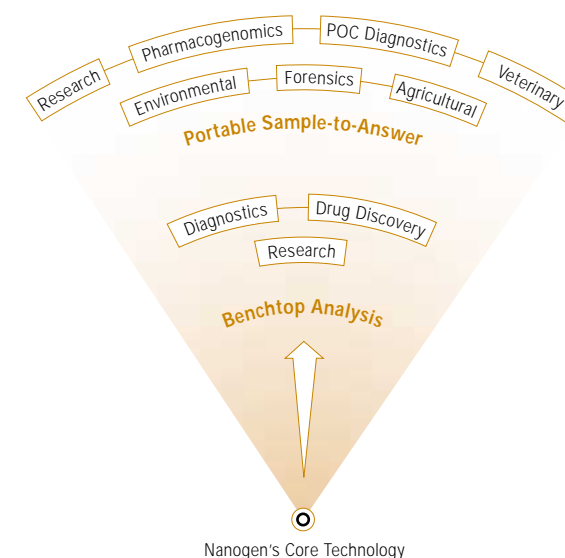 Research
Pharmacogenomics
POC Diagnostics
Veterinary
Environmental
Forensics
Agricultural
Portable Sample-to-Answer
Diagnostics
Drug Discovery
Research
Benchtop Analysis
Nanogen's Core Technology